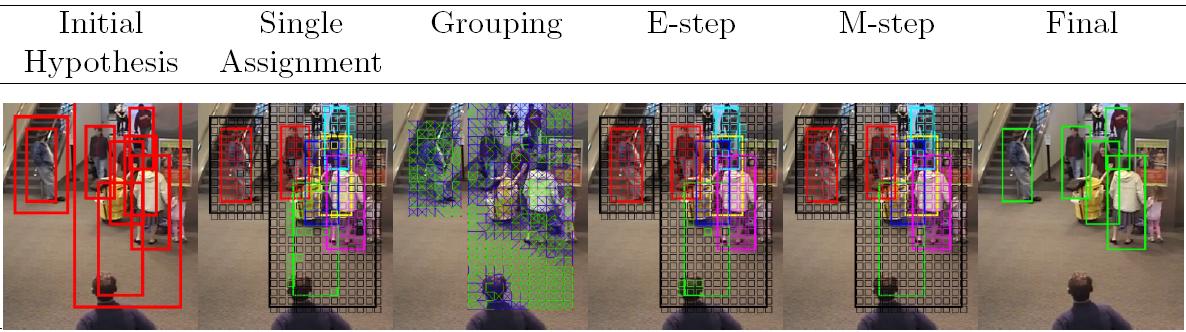 Initial Hypothesis
Single Assignment
Grouping
E-step
M-step
Final